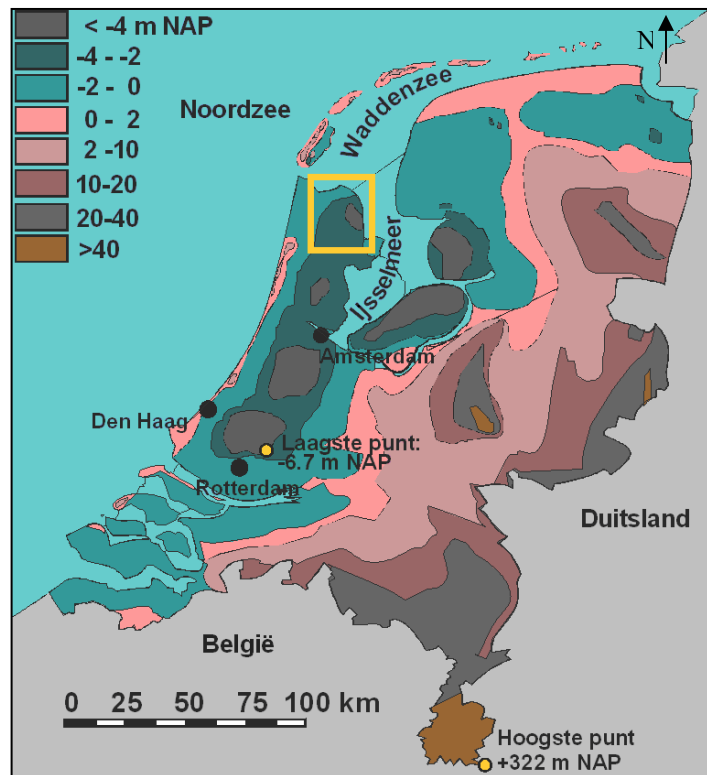 < -4 m NAP
-4 - -2
-2 - 0
0 - 2
2 -10
10-20
20-40
>40
N
Noordzee
Waddenzee
IJsselmeer
Amsterdam
Den Haag
Laagste punt:
-6.7 m NAP
Rotterdam
Duitsland
België
0 25 50 75 100 km
Hoogste punt
+322 m NAP